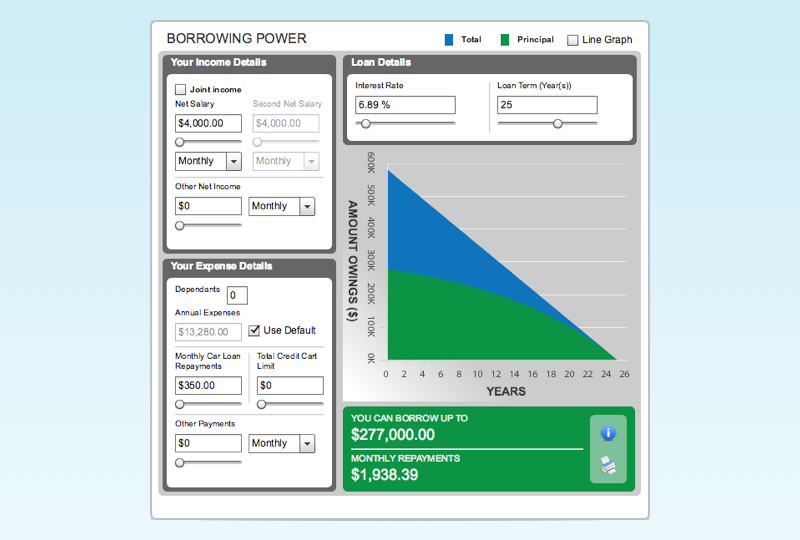 BORROWING POWER
Total
Principal
Line Graph
Your Income Details
Joint income
Net Salary
Second Net Salary
$4,000.00
$4,000.00
Monthly
Monthly
Other Net Income
$0
Monthly
Your Expense Details
Dependants
0
Annual Expenses
$13,280.00
Use Default
Monthly Car Loan
Repayments
Total Credit Cart
Limit
$350.00
$0
Other Payments
$0
Monthly
Loan Details
Interest Rate
Loan Term (Year(s))
6.89 %
25
AMOUNT OWINGS ($)
600K
500K
400K
300K
200K
100K
0K
0 2 4 6 8 10 12 14 16 18 20 22 24 26
YEARS
YOU CAN BORROW UP TO
$277,000.00
MONTHLY REPAYMENTS
$1,938.39